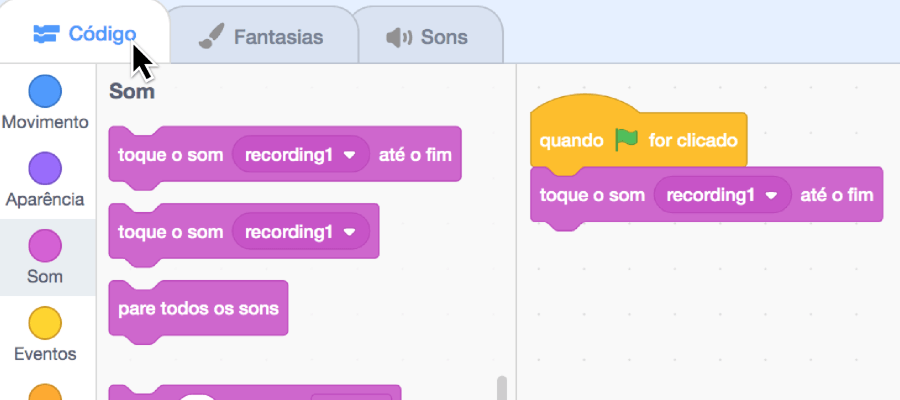 Código Fantasias Sons
Movimento
Aparência
Som
Eventos
Som
toque o som recording1 até o fim
toque o som recording1
pare todos os sons
quando for clicado
toque o som recording1 até o fim